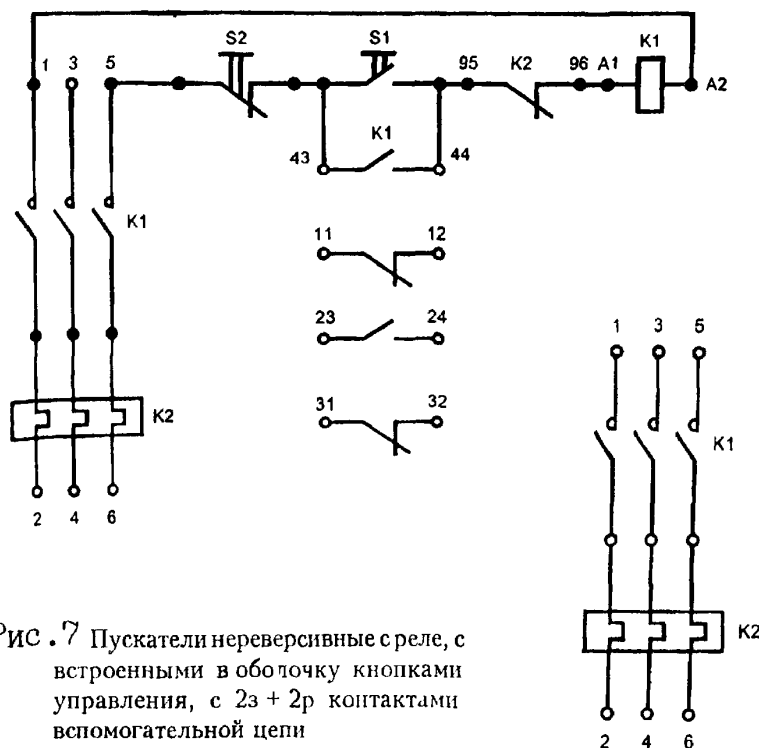 S2 S1 K1
1 3 5 95 K2 96 A1 A2
K1
43 44
K1
11 12
23 24
1 3 5
31 32
K2
K1
2 4 6
K2
2 4 6
Рис.7 Пускатели нереверсивные с реле, с
встроенными в оболочку кнопками
управления, с 2з + 2р контактами
вспомогательной цепи